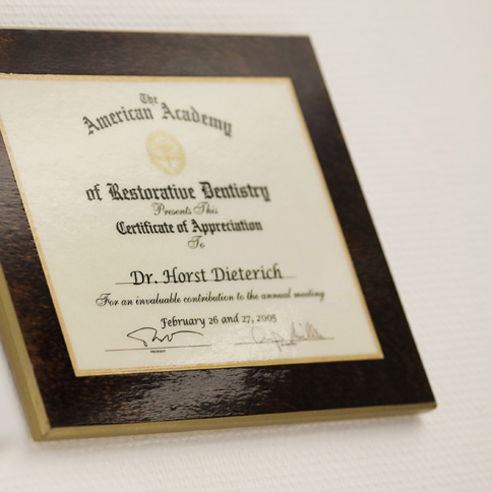 The
American Academy
of Restorative Dentistry
Presents This
Certificate of Appreciation
To
Dr. Horst Dieterich
For an invaluable contribution to the annual meeting
February 26 and 27, 2005
PRESIDENT